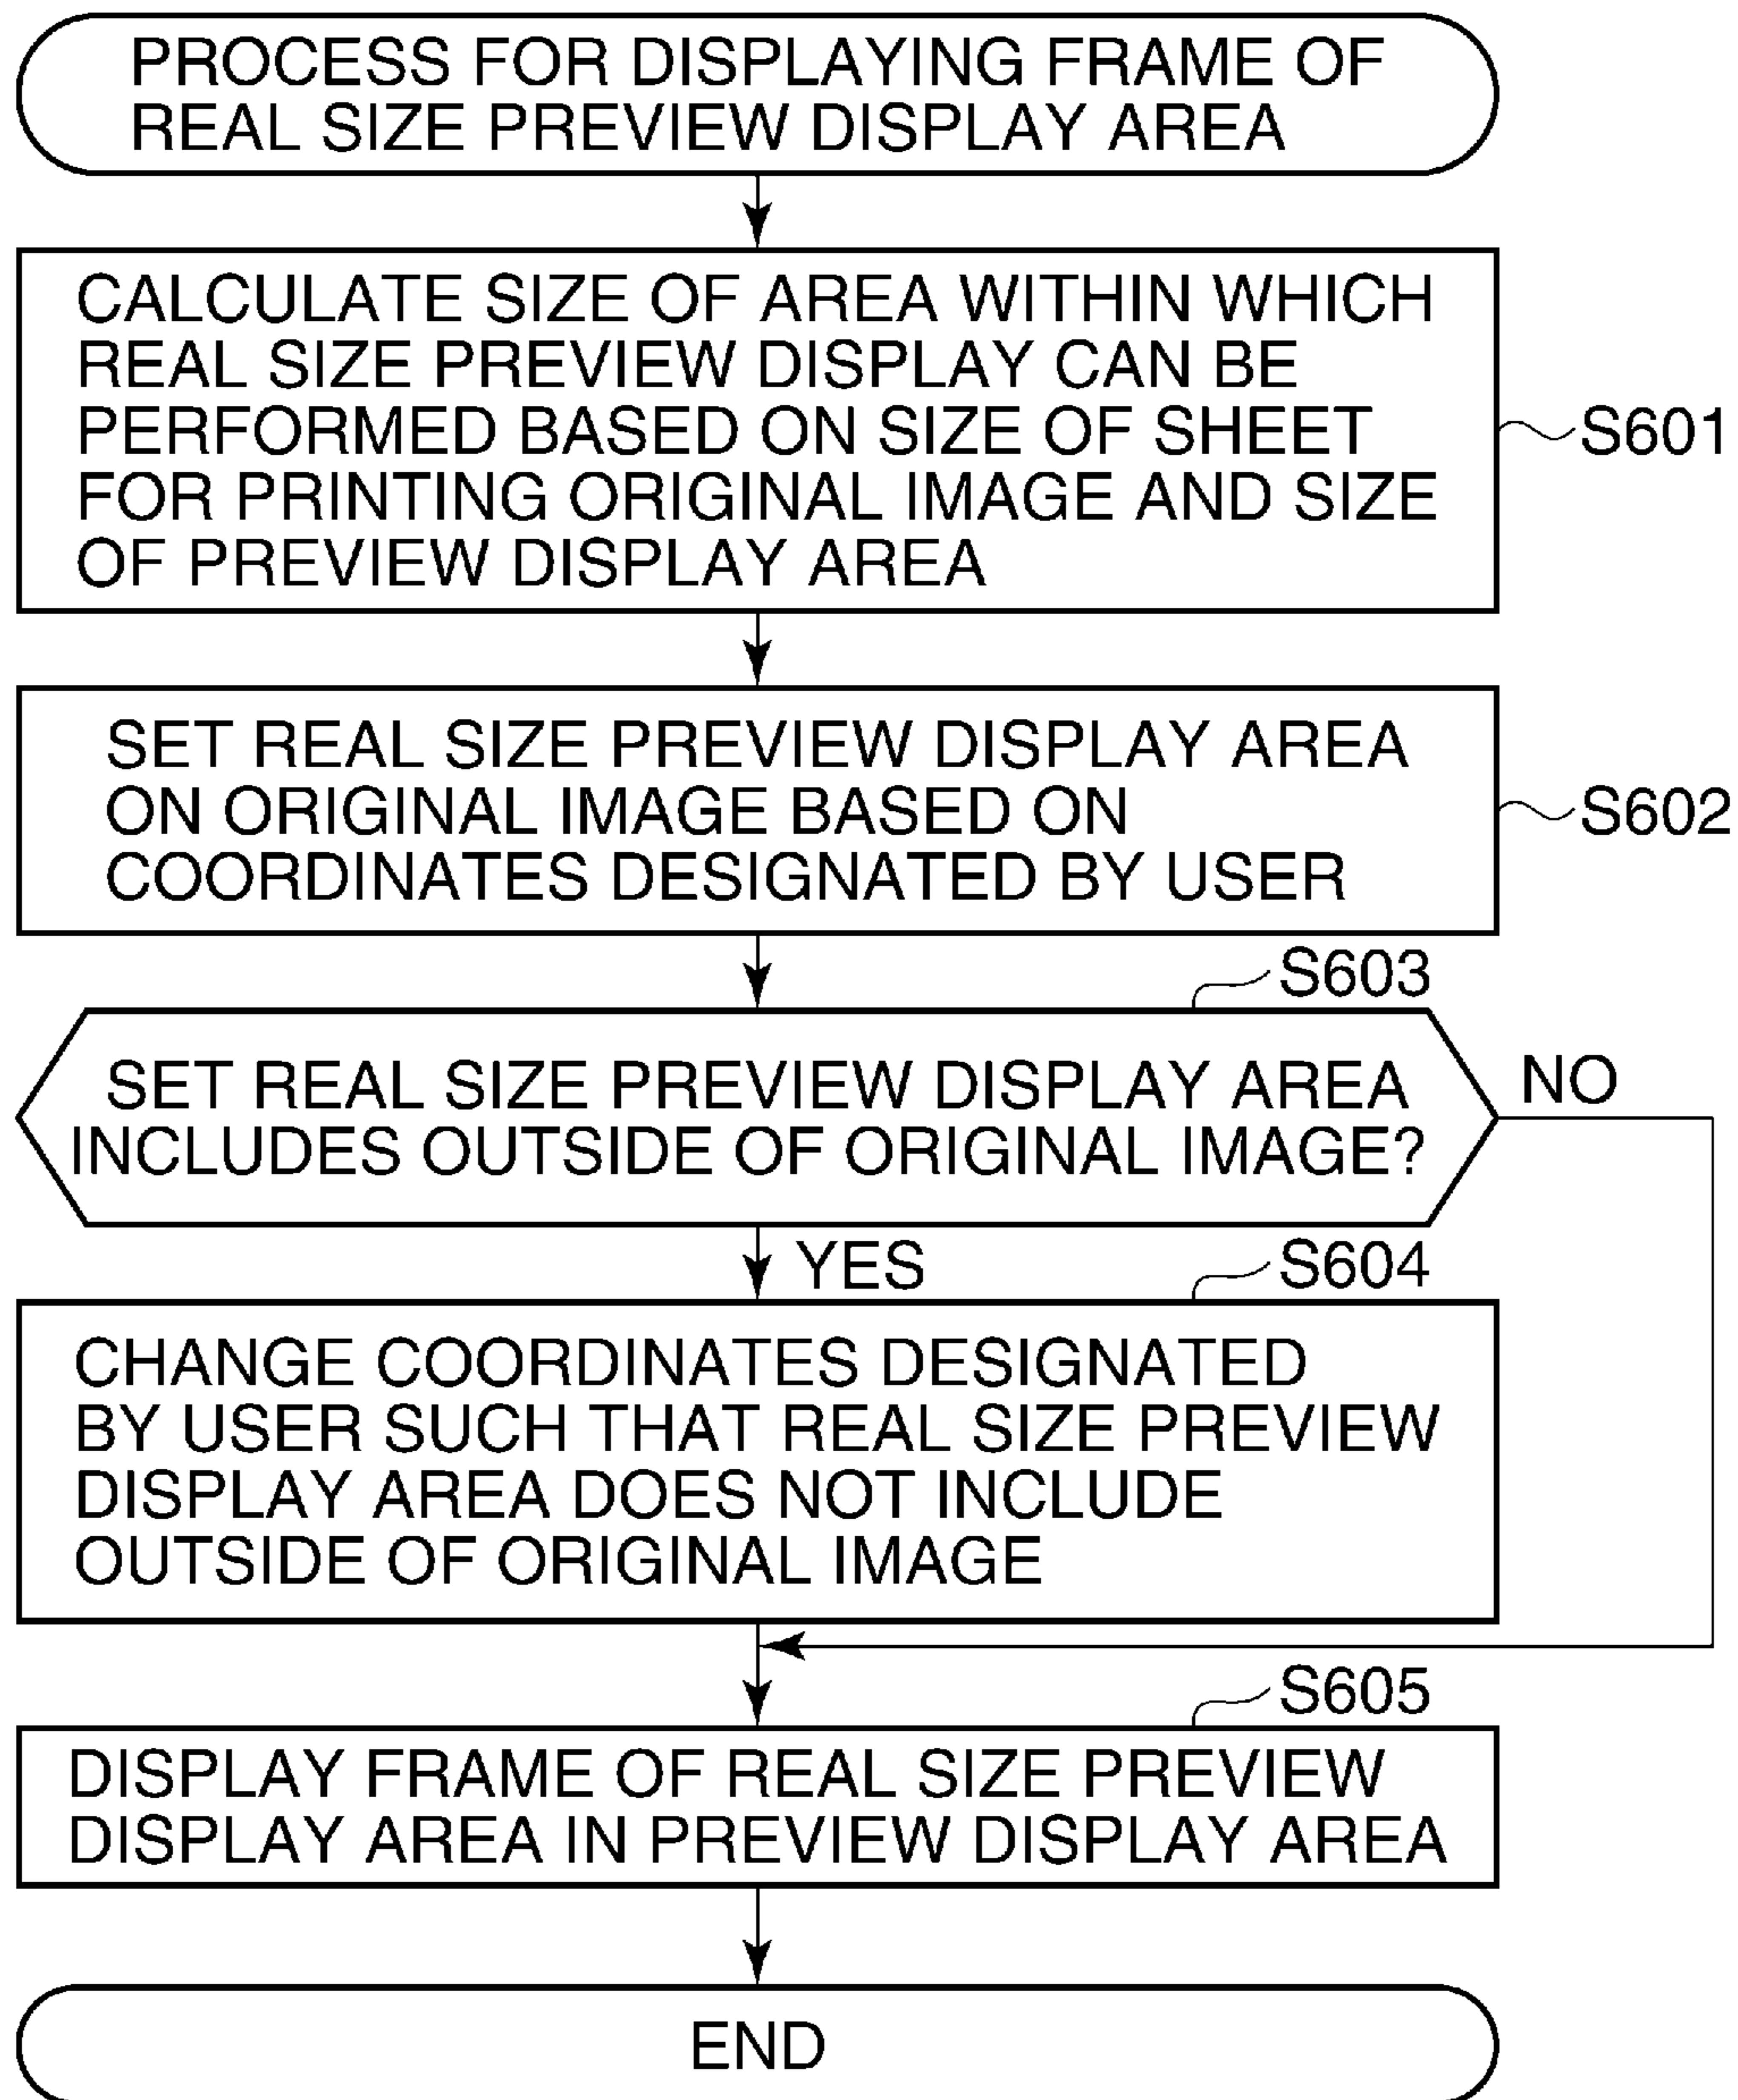 PROCESS FOR DISPLAYING FRAME OF
REAL SIZE PREVIEW DISPLAY AREA
CALCULATE SIZE OF AREA WITHIN WHICH
REAL SIZE PREVIEW DISPLAY CAN BE
PERFORMED BASED ON SIZE OF SHEET
FOR PRINTING ORIGINAL IMAGE AND SIZE
OF PREVIEW DISPLAY AREA
S601
SET REAL SIZE PREVIEW DISPLAY AREA
ON ORIGINAL IMAGE BASED ON
COORDINATES DESIGNATED BY USER
S602
S603
SET REAL SIZE PREVIEW DISPLAY AREA
INCLUDES OUTSIDE OF ORIGINAL IMAGE?
NO
YES
S604
CHANGE COORDINATES DESIGNATED
BY USER SUCH THAT REAL SIZE PREVIEW
DISPLAY AREA DOES NOT INCLUDE
OUTSIDE OF ORIGINAL IMAGE
S605
DISPLAY FRAME OF REAL SIZE PREVIEW
DISPLAY AREA IN PREVIEW DISPLAY AREA
END